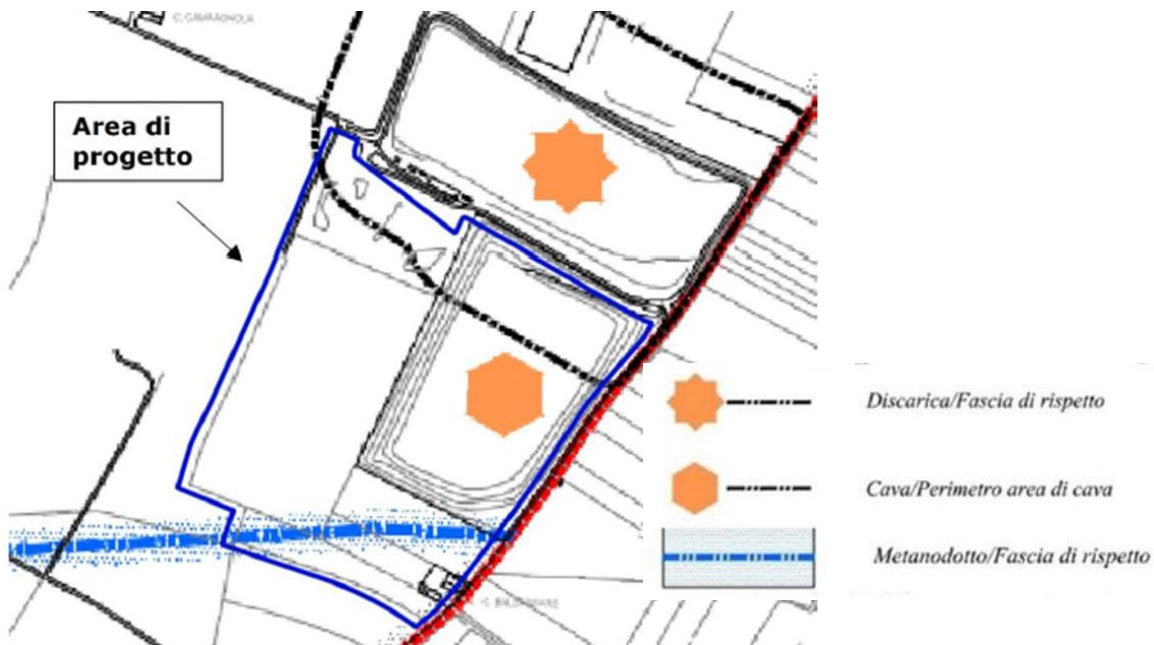 Area di
progetto
Discarica/Fascia di rispetto
Cava/Perimetro area di cava
Metanodotto/Fascia di rispetto